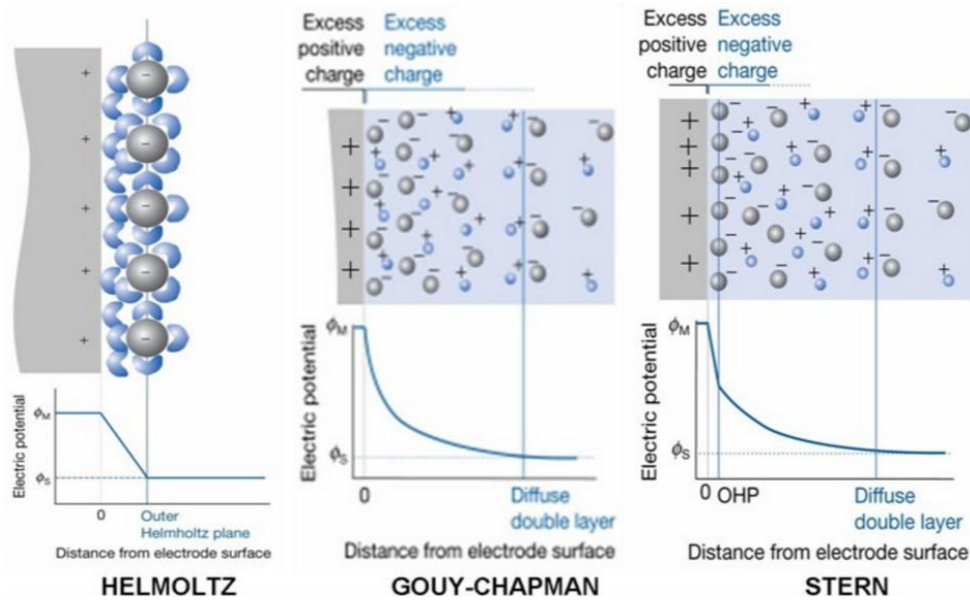 Excess Excess
positive negative
charge charge
Excess Excess
positive negative
charge charge
Electric potential
ϕM
ϕS
0
Outer
Helmholtz plane
Distance from electrode surface
HELMOLTZ
Electric potential
ϕM
ϕS
0
Diffuse
double layer
Distance from electrode surface
GOUY-CHAPMAN
Electric potential
ϕM
ϕS
0 OHP
Diffuse
double layer
Distance from electrode surface
STERN